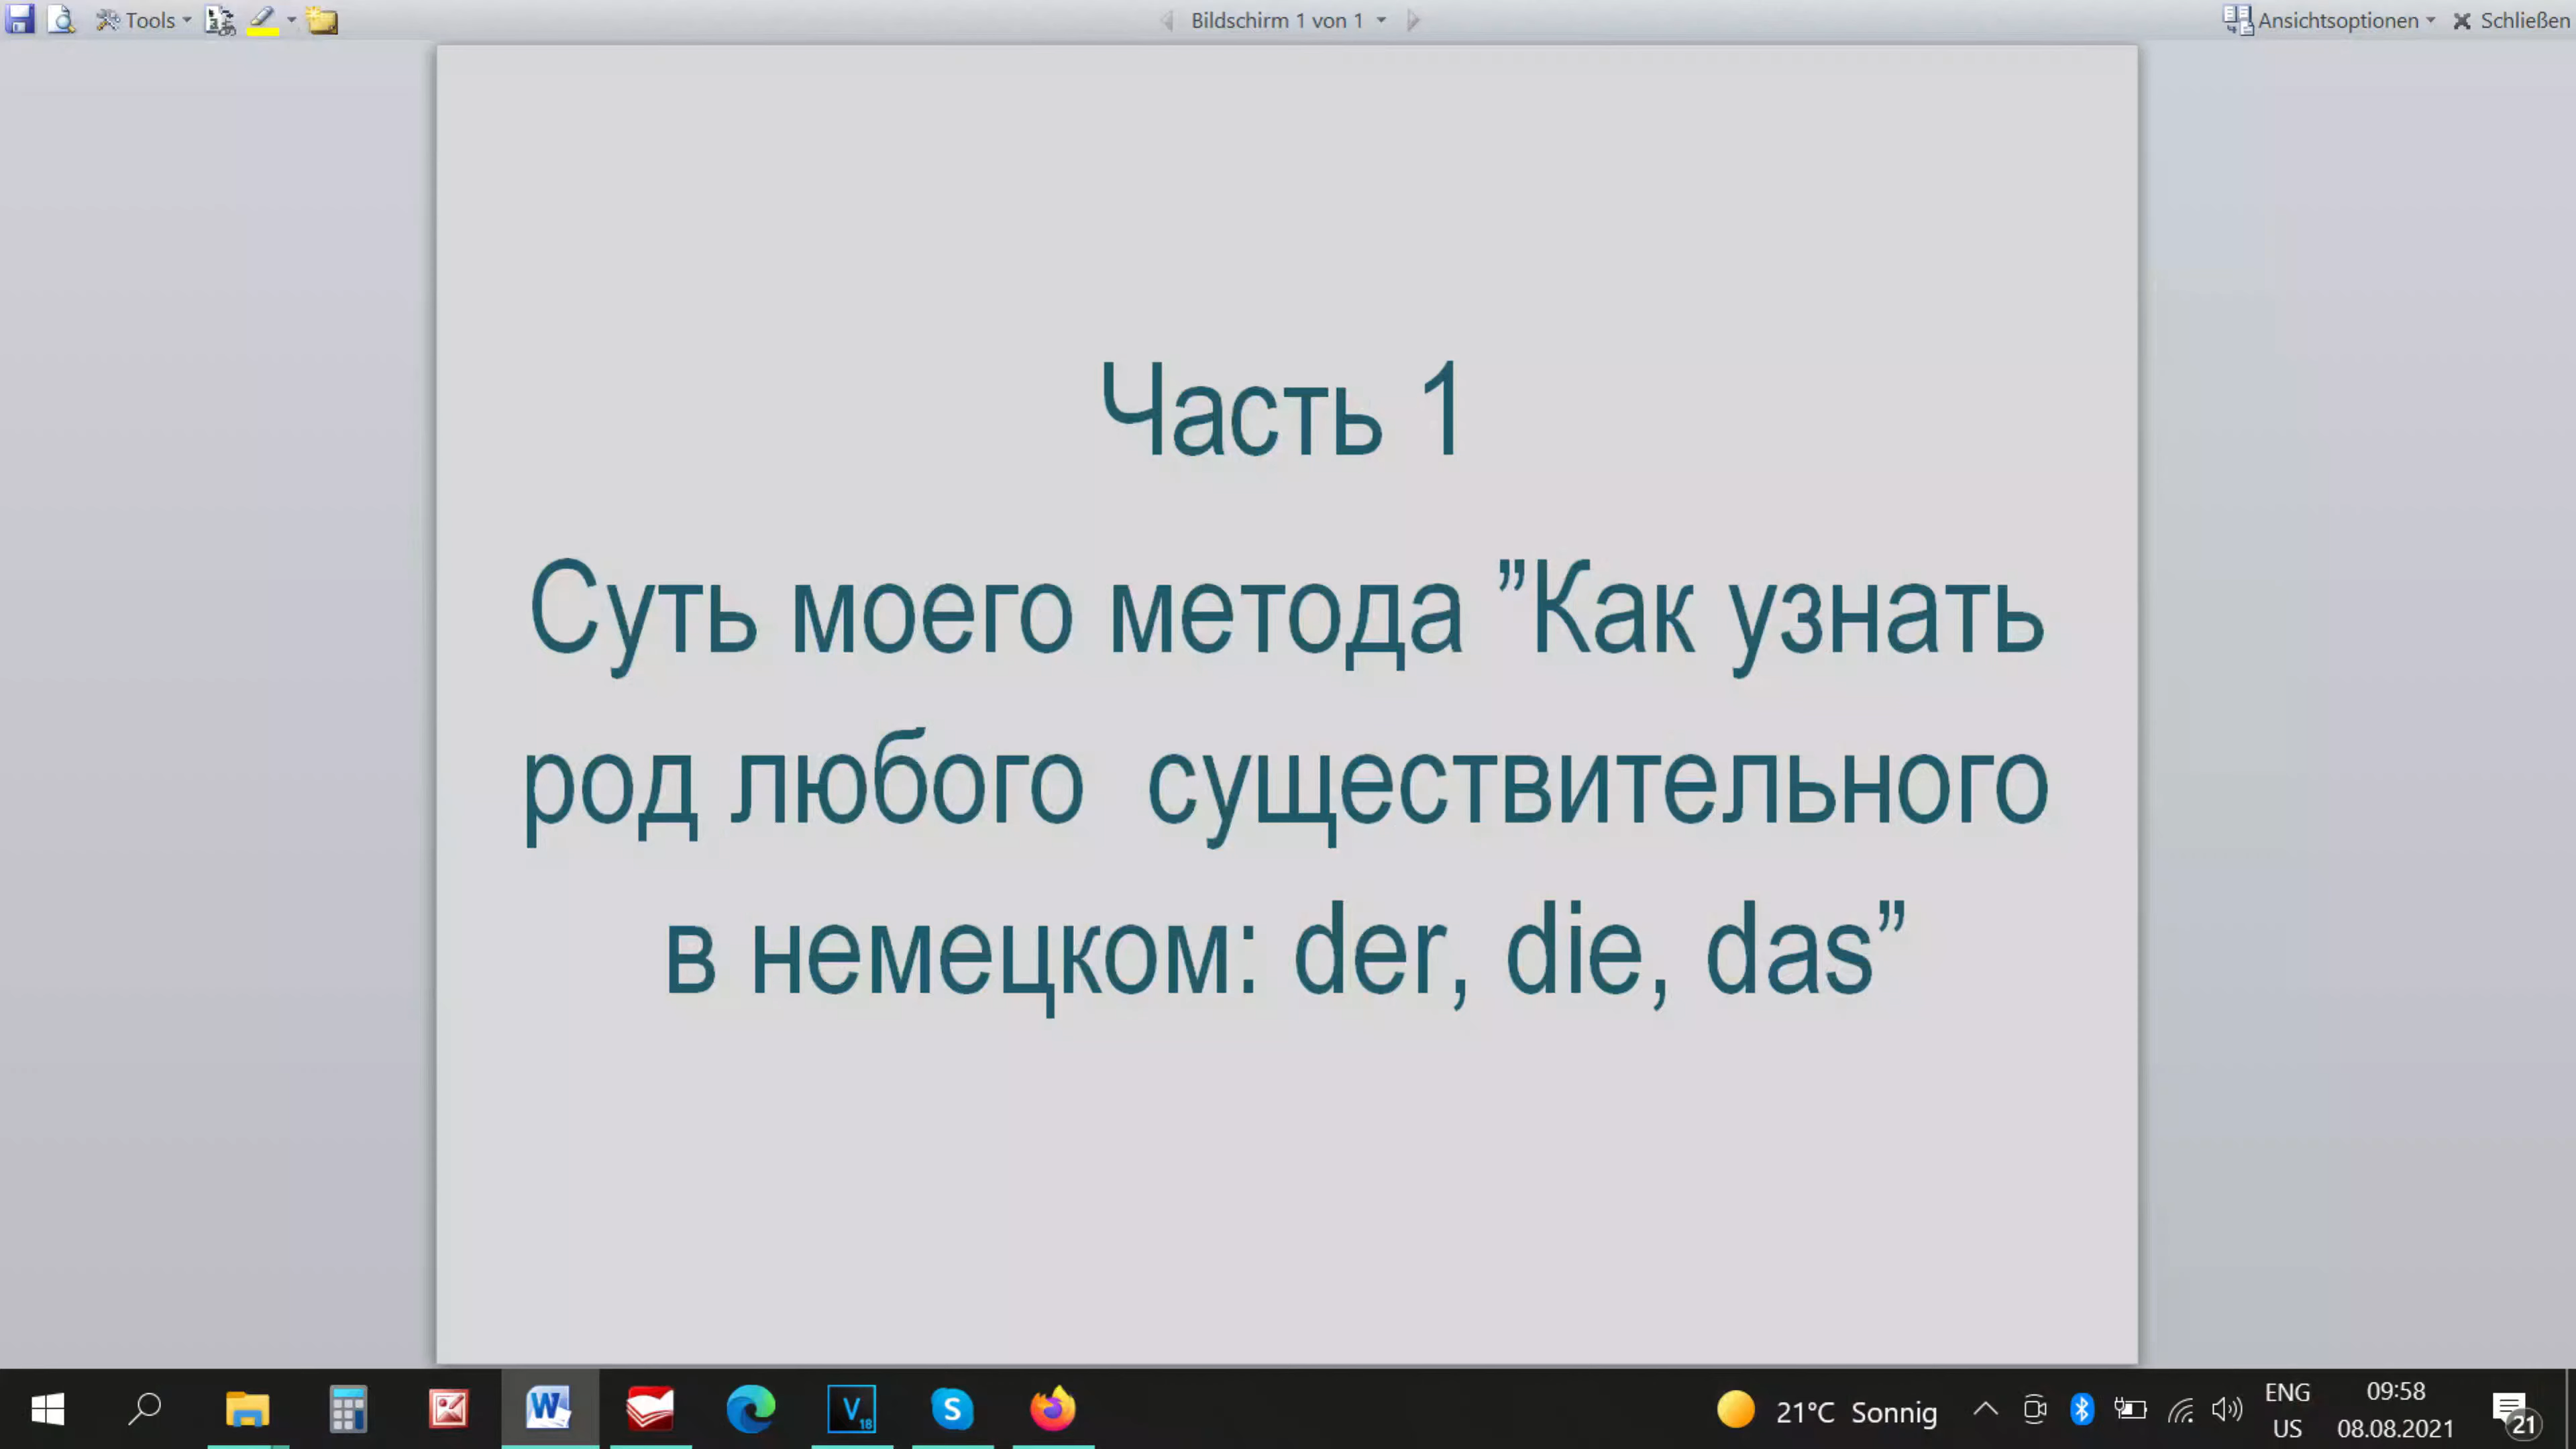 Tools
Bildschirm 1 von 1
Ansichtsoptionen
Schließen
Часть 1
Суть моего метода ”Как узнать
род любого существительного
в немецком: der, die, das”
W
V
18
S
21°C Sonnig
ENG
US
09:58
08.08.2021
21